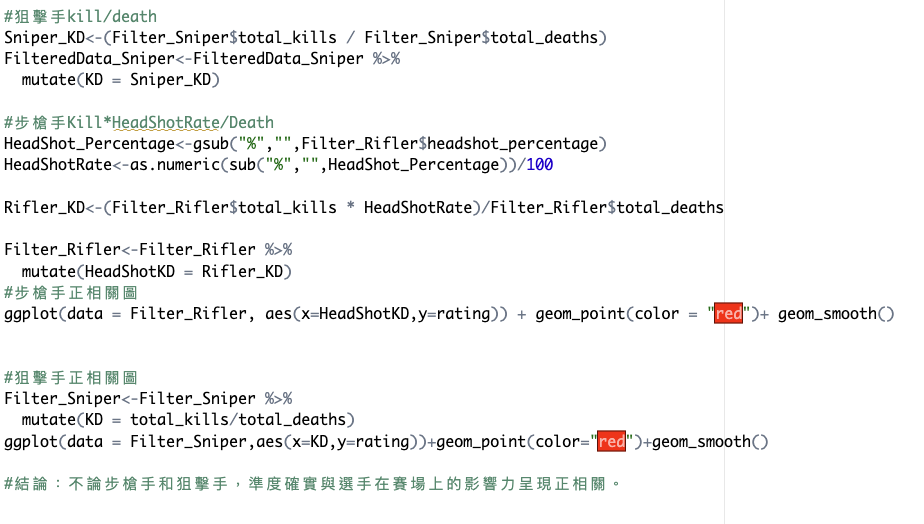 #狙擊手kill/death
Sniper_KD<-(Filter_Sniper$total_kills / Filter_Sniper$total_deaths)
FilteredData_Sniper<-FilteredData_Sniper %>%
  mutate(KD = Sniper_KD)

#步槍手Kill*HeadShotRate/Death
HeadShot_Percentage<-gsub("%","",Filter_Rifler$headshot_percentage)
HeadShotRate<-as.numeric(sub("%","",HeadShot_Percentage))/100

Rifler_KD<-(Filter_Rifler$total_kills * HeadShotRate)/Filter_Rifler$total_deaths

Filter_Rifler<-Filter_Rifler %>%
  mutate(HeadShotKD = Rifler_KD)
#步槍手正相關圖
ggplot(data = Filter_Rifler, aes(x=HeadShotKD,y=rating)) + geom_point(color = "red")+ geom_smooth()

#狙擊手正相關圖
Filter_Sniper<-Filter_Sniper %>%
  mutate(KD = total_kills/total_deaths)
ggplot(data = Filter_Sniper,aes(x=KD,y=rating))+geom_point(color="red")+geom_smooth()

#結論：不論步槍手和狙擊手，準度確實與選手在賽場上的影響力呈現正相關。